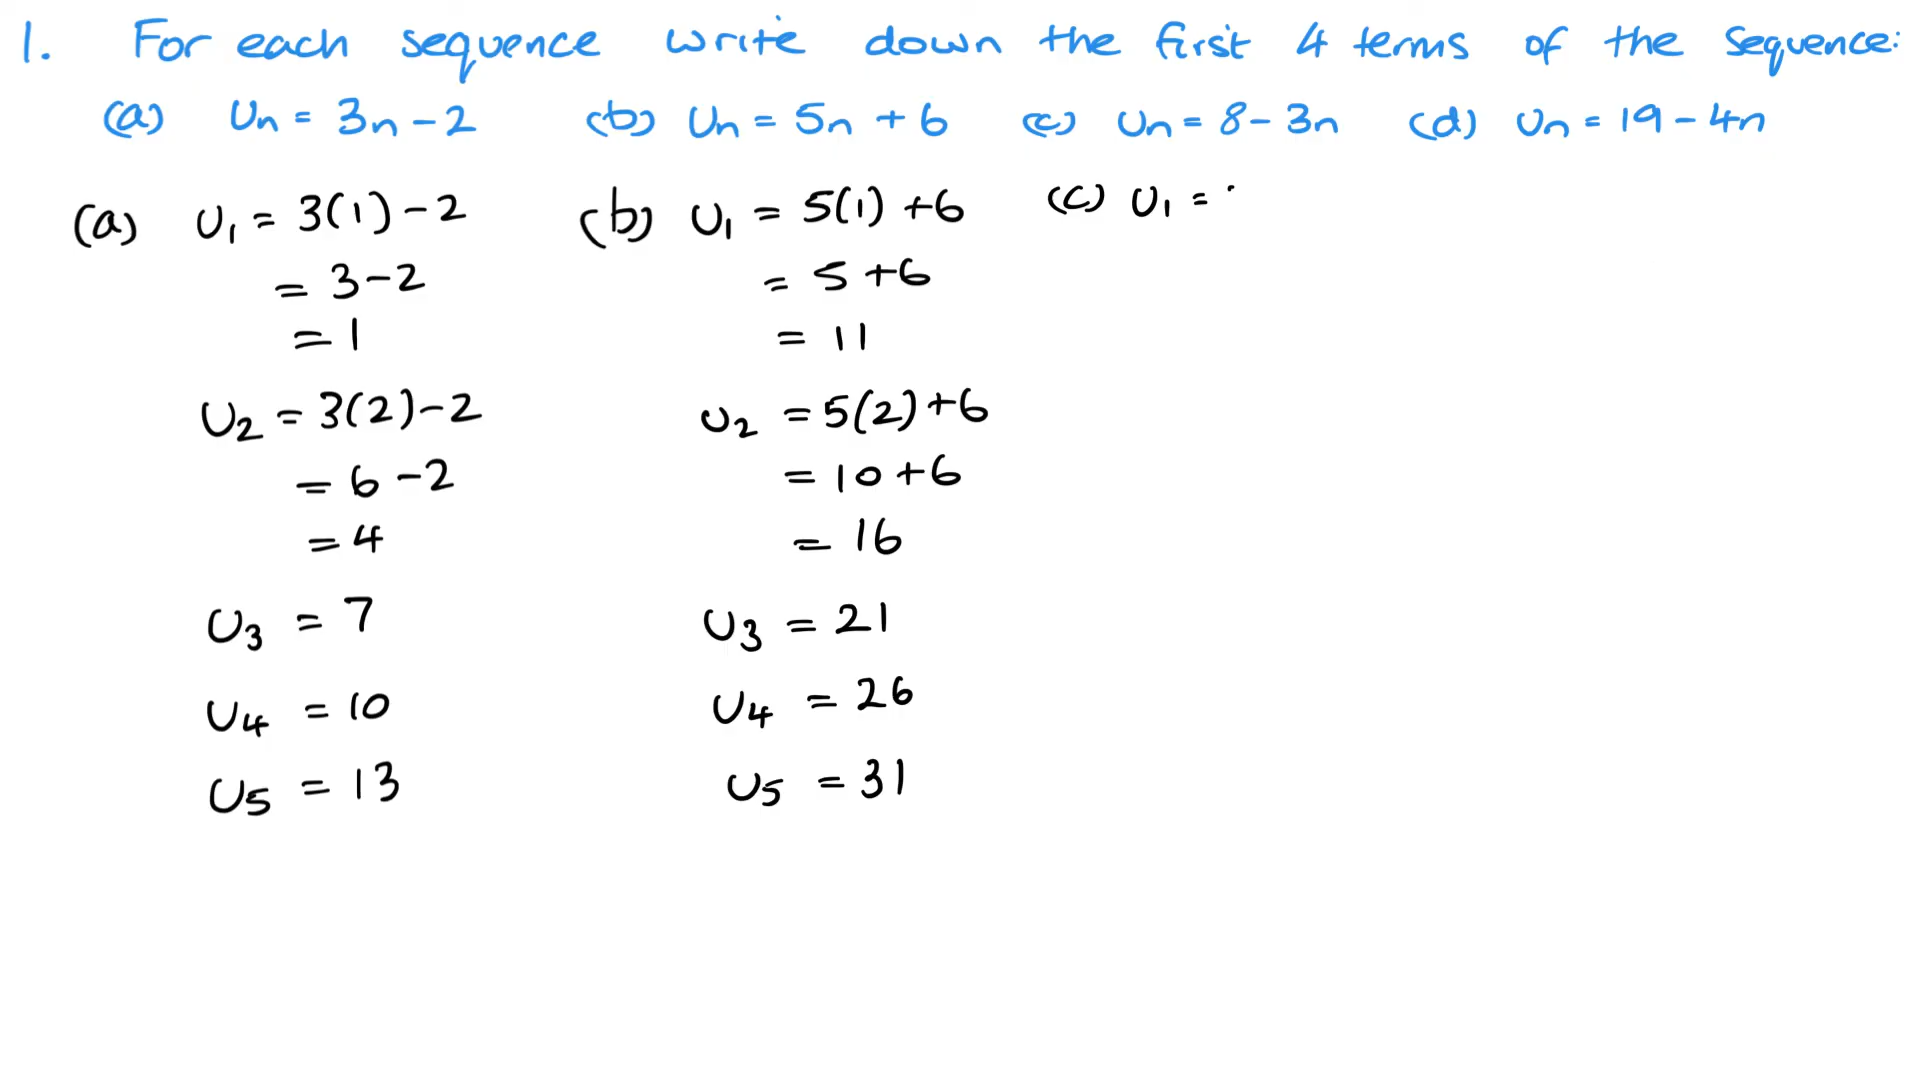 1. For each sequence write down the first 4 terms of the sequence:
(a) Un = 3n - 2 (b) Un = 5n + 6 (c) Un = 8 - 3n (d) Un = 19 - 4n
(a) U1 = 3(1) - 2
= 3 - 2
= 1
U2 = 3(2) - 2
= 6 - 2
= 4
U3 = 7
U4 = 10
U5 = 13
(b) U1 = 5(1) + 6
= 5 + 6
= 11
U2 = 5(2) + 6
= 10 + 6
= 16
U3 = 21
U4 = 26
U5 = 31
(c) U1 =